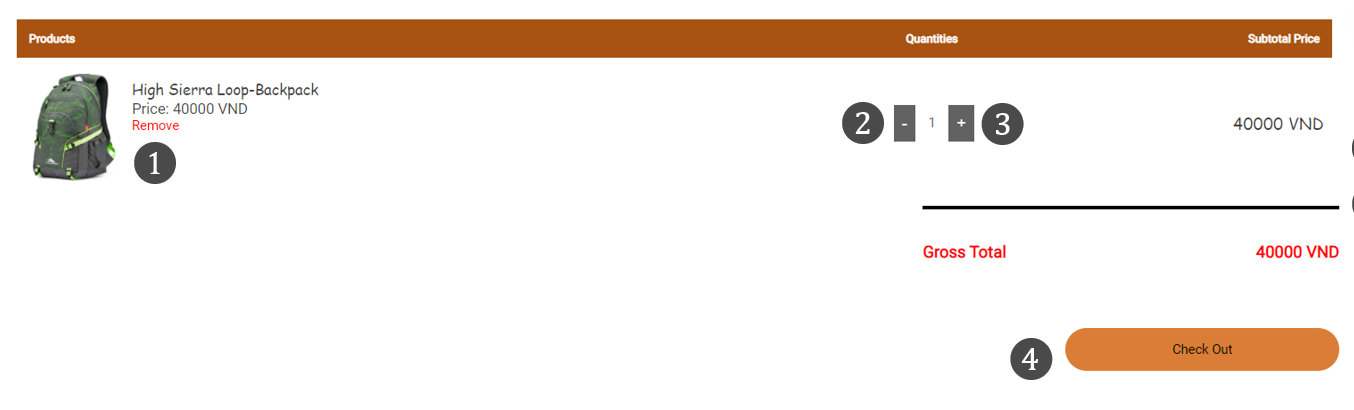 Products Quantities Subtotal Price
High Sierra Loop-Backpack
Price: 40000 VND
Remove
1
2 - 1 + 3
40000 VND
Gross Total 40000 VND
4 Check Out